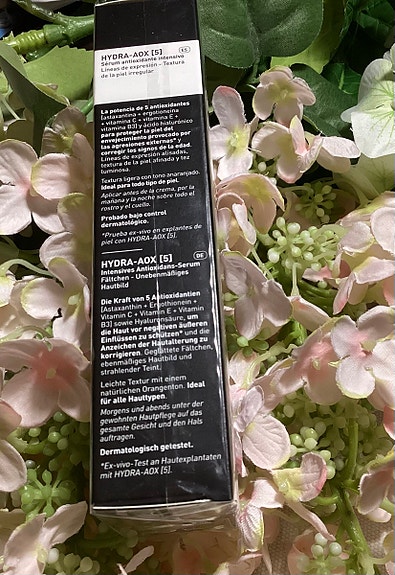 HYDRA-AOX [5] ES
Sérum antioxidante intensivo
Líneas de expresión - Textura
de la piel irregular
La potencia de 5 antioxidantes
(astaxantina + ergotioneina
+ vitamina C + vitamina E +
vitamina B3) y ácido hialurónico
para proteger la piel del
envejecimiento provocado por
las agresiones externas* y
corregir los signos de la edad.
Líneas de expresión alisadas,
textura de la piel afinada y tez
luminosa.
Textura ligera con tono anaranjado.
Ideal para todo tipo de piel.
Aplicar antes de la crema, por la
mañana y la noche sobre todo el
rostro y el cuello.
Probado bajo control
dermatológico.
*Prueba ex-vivo en explantes de
piel con HYDRA-AOX [5].
HYDRA-AOX [5] DE
Intensives Antioxidans-Serum
Fältchen - Unebenmäßiges
Hautbild
Die Kraft von 5 Antioxidantien
(Astaxanthin + Ergothionein +
Vitamin C + Vitamin E + Vitamin
B3) sowie Hyaluronsäure, um
die Haut vor negativen äußeren
Einflüssen zu schützen* und die
Anzeichen der Hautalterung zu
korrigieren. Geglättete Fältchen,
ebenmäßiges Hautbild und
strahlender Teint.
Leichte Textur mit einem
natürlichen Orangenton. Ideal
für alle Hauttypen.
Morgens und abends unter der
gewohnten Hautpflege auf das
gesamte Gesicht und den Hals
auftragen.
Dermatologisch getestet.
*Ex-vivo-Test an Hautexplantaten
mit HYDRA-AOX [5].